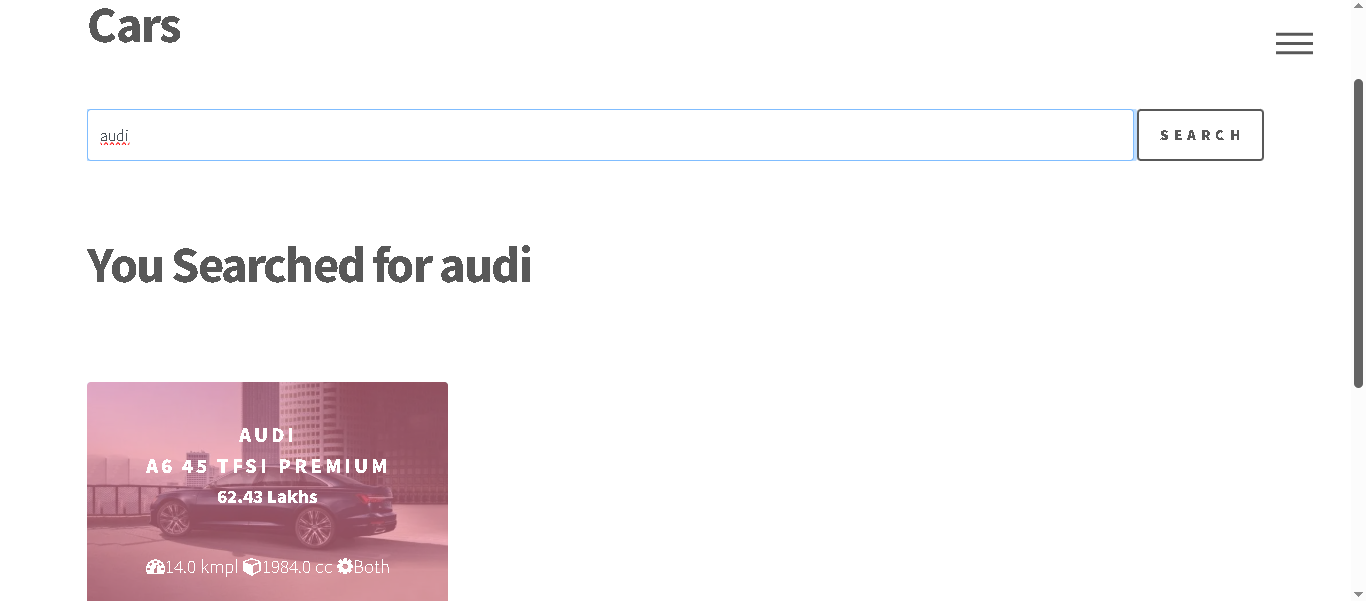 Cars
audi
SEARCH
You Searched for audi
AUDI
A6 45 TFSI PREMIUM
62.43 Lakhs
14.0 kmpl 1984.0 cc Both